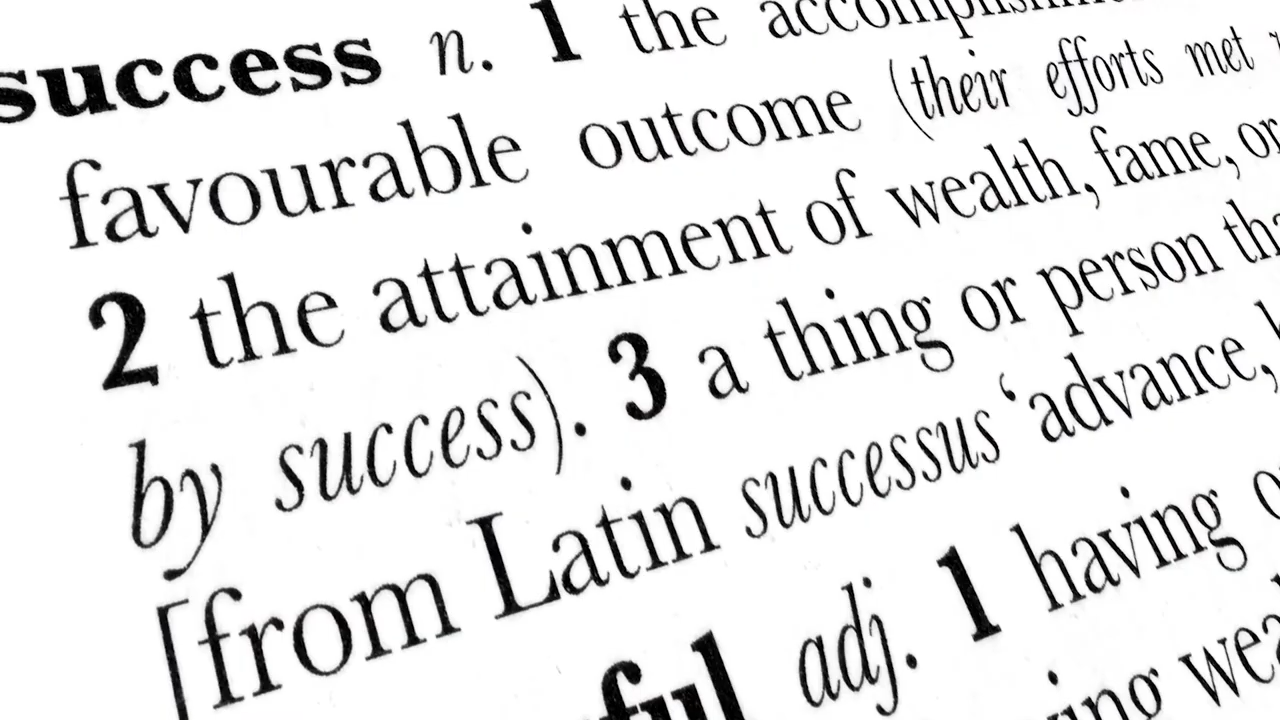 success n. 1 the
favourable outcome (their efforts met
2 the attainment of wealth, fame, or
by success). 3 a thing or person
[from Latin successus ‘advance,
adj. 1 having